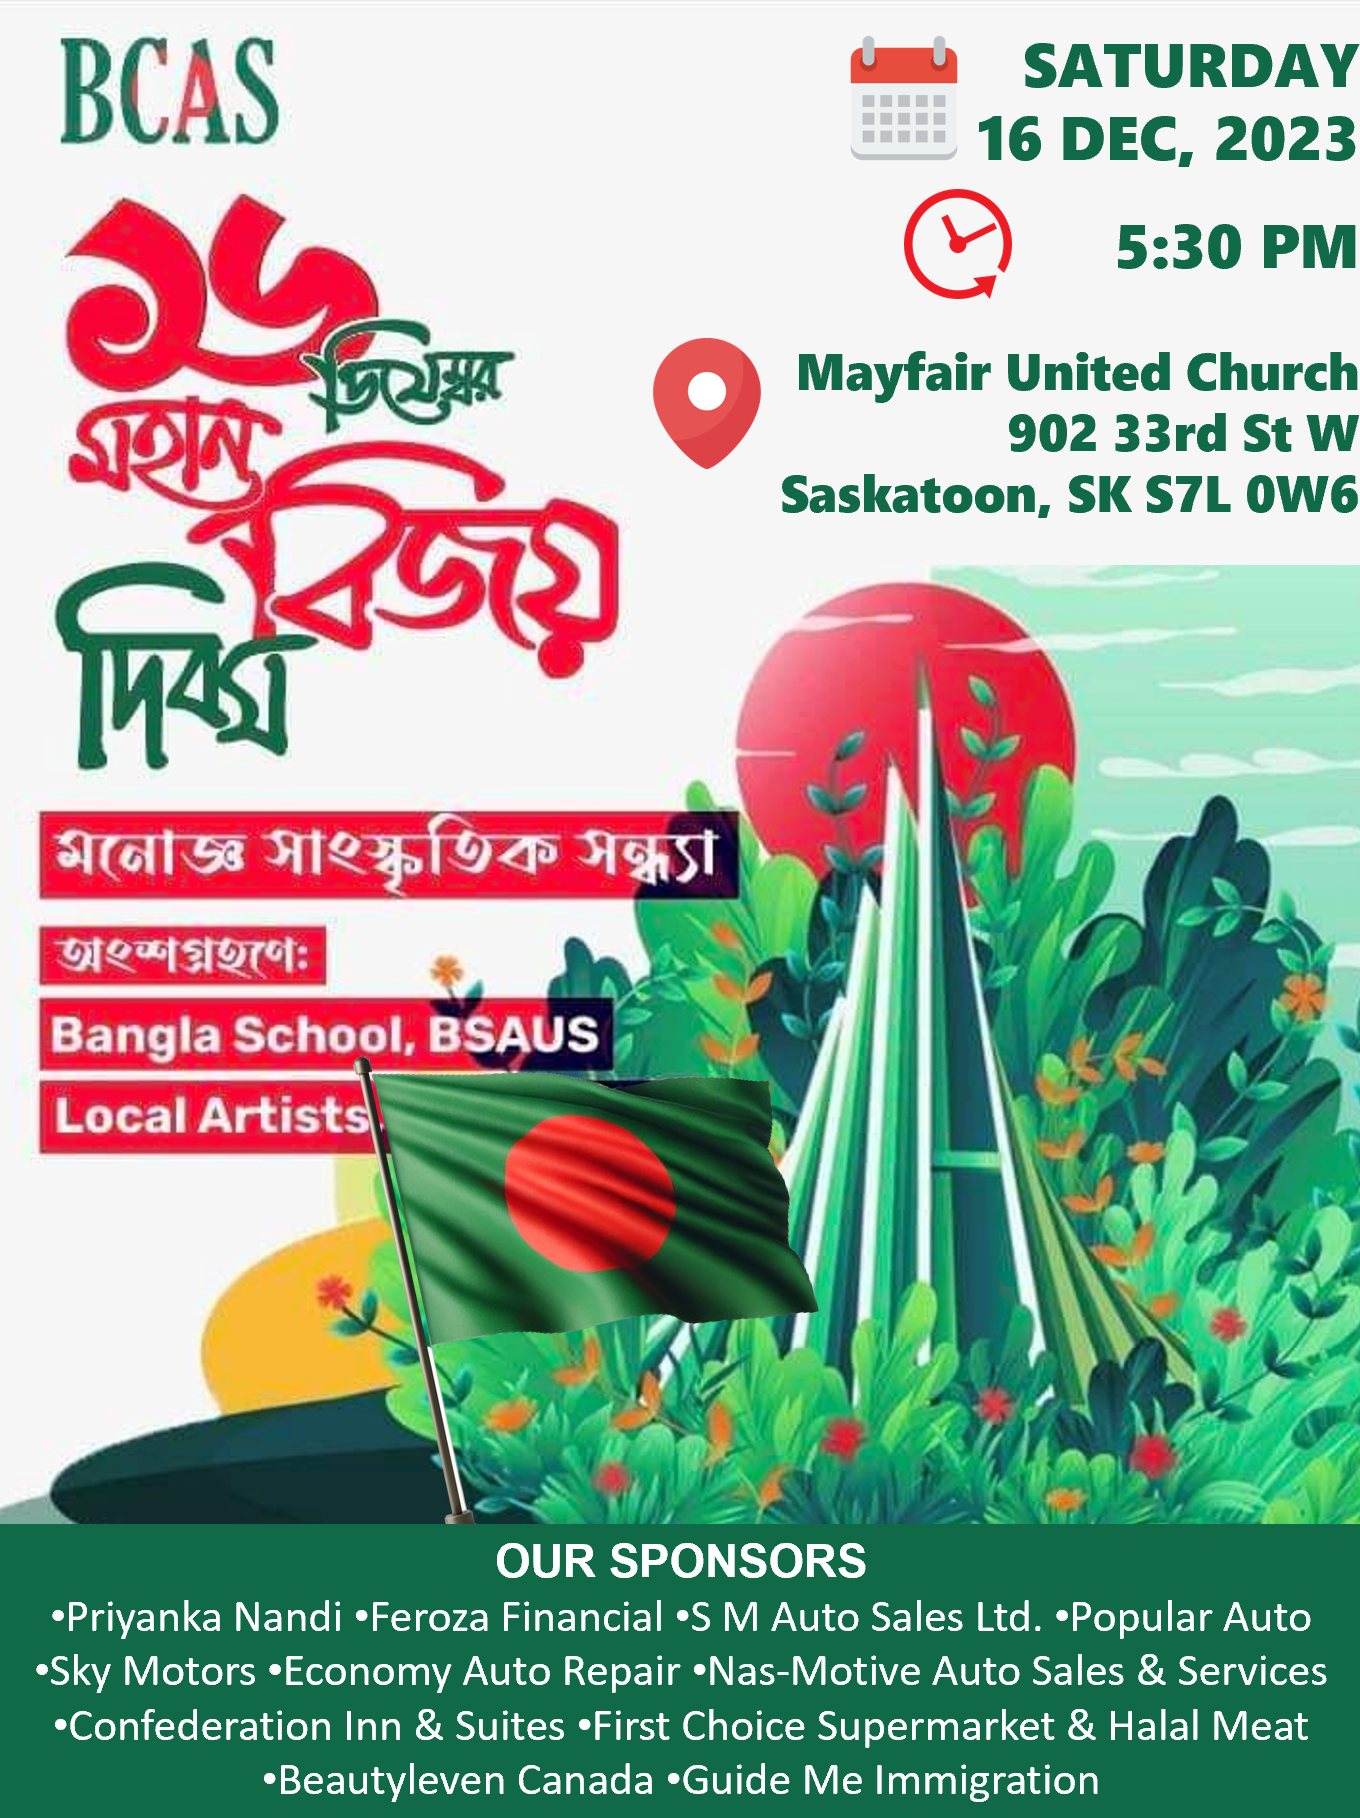 BCAS
SATURDAY
16 DEC, 2023
5:30 PM
Mayfair United Church
902 33rd St W
Saskatoon, SK S7L 0W6
১৬
ডিসেম্বর
মহান
বিজয়
দিবস
মনোজ্ঞ সাংস্কৃতিক সন্ধ্যা
অংশগ্রহণে:
Bangla School, BSAUS
Local Artists
OUR SPONSORS
•Priyanka Nandi •Feroza Financial •S M Auto Sales Ltd. •Popular Auto
•Sky Motors •Economy Auto Repair •Nas-Motive Auto Sales & Services
•Confederation Inn & Suites •First Choice Supermarket & Halal Meat
•Beautyleven Canada •Guide Me Immigration